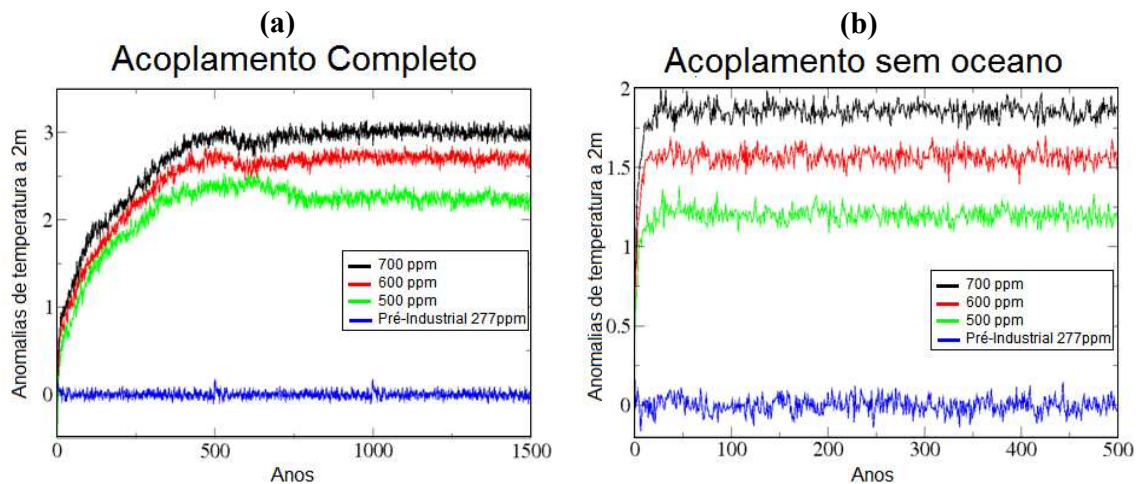 (a)
Acoplamento Completo
Anomalias de temperatura a 2m
3
2
1
0
700 ppm
600 ppm
500 ppm
Pré-Industrial 277ppm
0
500
1000
1500
Anos
(b)
Acoplamento sem oceano
Anomalias de temperatura a 2m
2
1.5
1
0.5
0
700 ppm
600 ppm
500 ppm
Pré-Industrial 277ppm
0
100
200
300
400
500
Anos